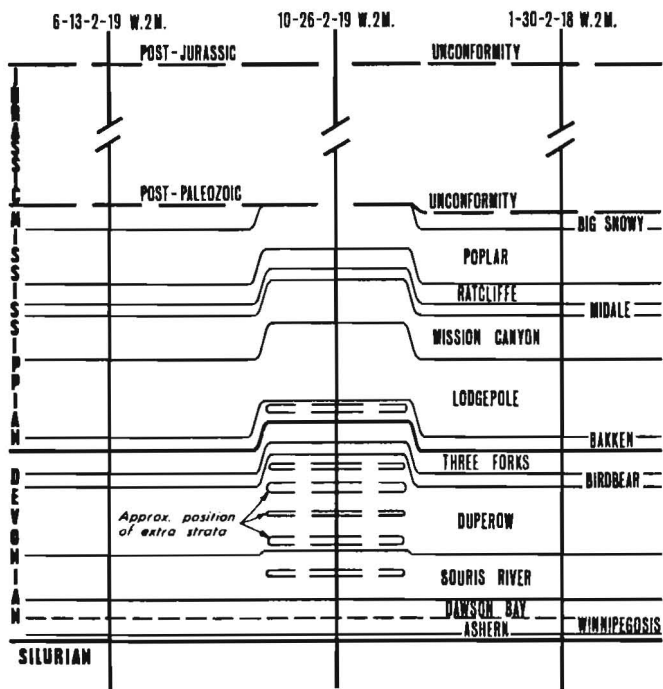 6-13-2-19 W.2M.
10-26-2-19 W.2M.
1-30-2-18 W.2M.
POST-JURASSIC
UNCONFORMITY
JURASSIC
POST-PALEOZOIC
UNCONFORMITY
BIG SNOWY
MISSISSIPPIAN
POPLAR
RATCLIFFE
MIDALE
MISSION CANYON
LODGEPOLE
BAKKEN
DEVONIAN
THREE FORKS
BIRDBEAR
Approx. position
of extra strata
DUPEROW
SOURIS RIVER
DAWSON BAY
WINNIPEGOSIS
ASHERN
SILURIAN